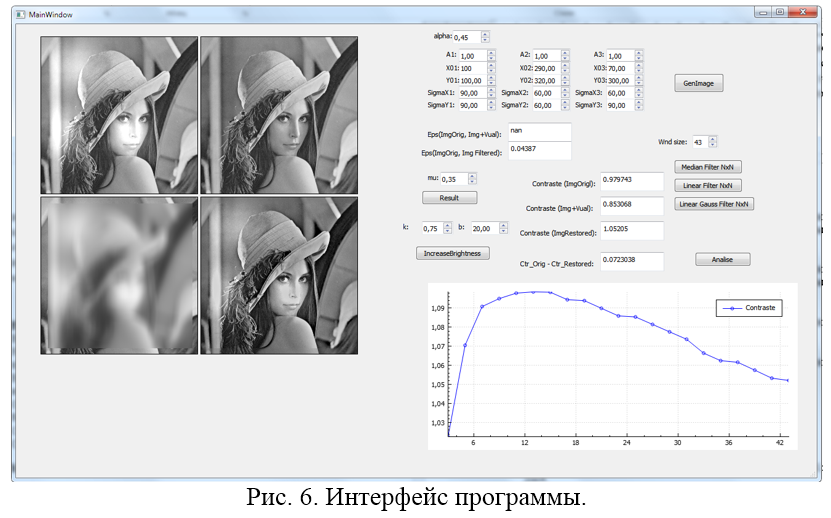 MainWindow
alpha: 0,45
A1: 1,00 A2: 1,00 A3: 1,00
X01: 100 X02: 290,00 X03: 70,00
Y01: 100,00 Y02: 320,00 Y03: 300,00
SigmaX1: 90,00 SigmaX2: 60,00 SigmaX3: 60,00
SigmaY1: 90,00 SigmaY2: 60,00 SigmaY3: 90,00
GenImage
Eps(ImgOrig, Img+Vual): nan
Eps(ImgOrig, Img Filtered): 0.04387
Wnd size: 43
Median Filter NxN
Linear Filter NxN
Linear Gauss Filter NxN
mu: 0,35
Result
Contraste (ImgOrigl): 0.979743
Contraste (Img+Vual): 0.853068
k: 0,75 b: 20,00
Contraste (ImgRestored): 1.05205
IncreaseBrightness
Ctr_Orig - Ctr_Restored: 0.0723038
Analise
Contraste
1,09
1,08
1,07
1,06
1,05
1,04
1,03
6 12 18 24 30 36 42
Рис. 6. Интерфейс программы.